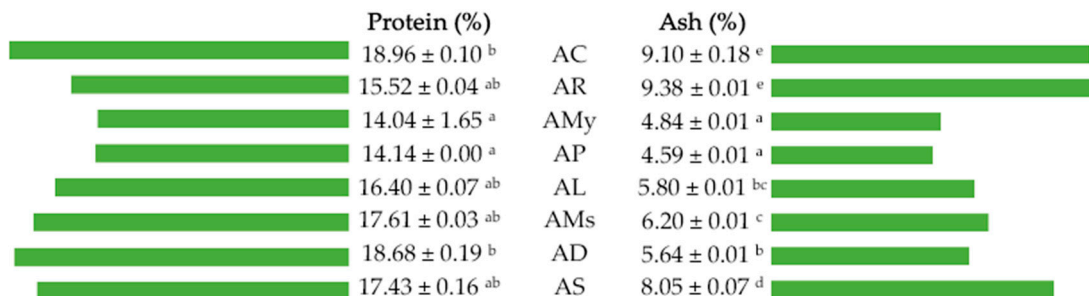 Protein (%) Ash (%)
18.96 ± 0.10 b AC 9.10 ± 0.18 e
15.52 ± 0.04 ab AR 9.38 ± 0.01 e
14.04 ± 1.65 a AMy 4.84 ± 0.01 a
14.14 ± 0.00 a AP 4.59 ± 0.01 a
16.40 ± 0.07 ab AL 5.80 ± 0.01 bc
17.61 ± 0.03 ab AMs 6.20 ± 0.01 c
18.68 ± 0.19 b AD 5.64 ± 0.01 b
17.43 ± 0.16 ab AS 8.05 ± 0.07 d